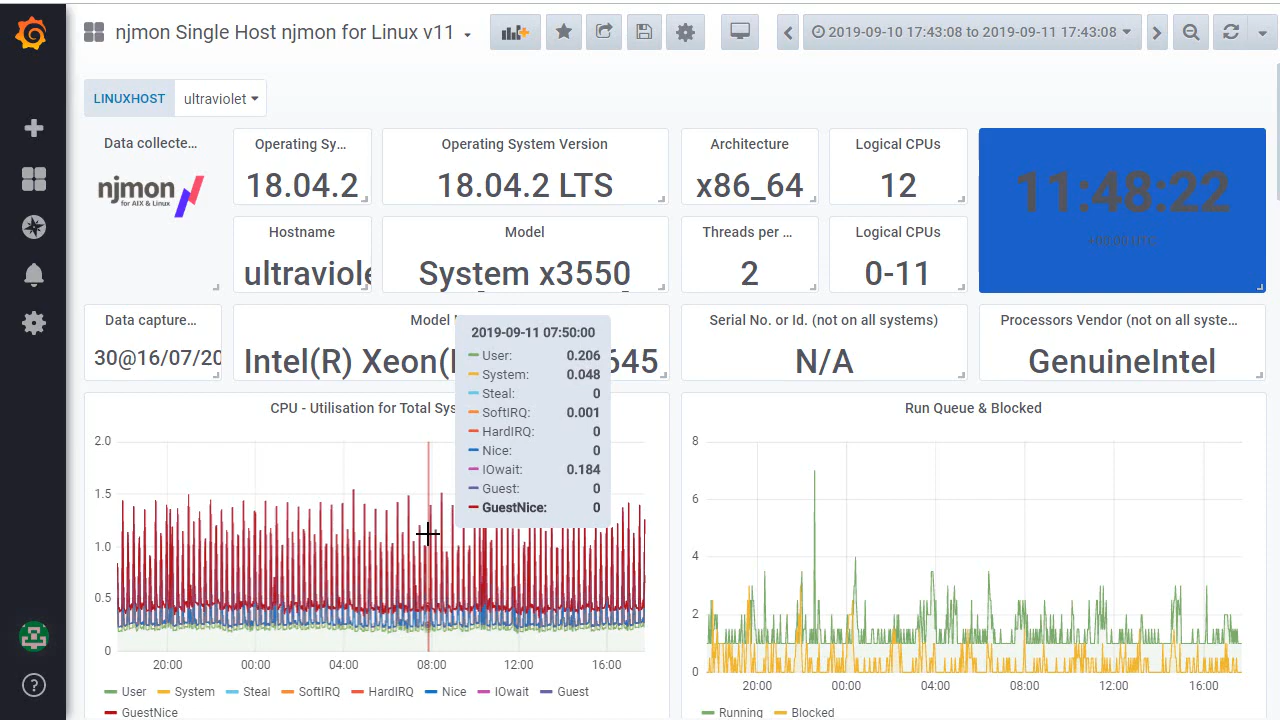 njmon Single Host njmon for Linux v11
2019-09-10 17:43:08 to 2019-09-11 17:43:08
LINUXHOST ultraviolet
Data collecte... Operating Sy... Operating System Version Architecture Logical CPUs
njmon 18.04.2 18.04.2 LTS x86_64 12 11:48:22
for AIX & Linux
Hostname Model Threads per ... Logical CPUs
ultraviole System x3550 2 0-11
Data capture... Model Serial No. or Id. (not on all systems) Processors Vendor (not on all syste...
30@16/07/20 Intel(R) Xeon( 645 N/A GenuineIntel
2019-09-11 07:50:00
User: 0.206
System: 0.048
Steal: 0
SoftIRQ: 0.001
HardIRQ: 0
Nice: 0
IOwait: 0.184
Guest: 0
GuestNice: 0
CPU - Utilisation for Total Sys
2.0
1.5
1.0
0.5
0
20:00 00:00 04:00 08:00 12:00 16:00
User System Steal SoftIRQ HardIRQ Nice IOwait Guest
GuestNice
Run Queue & Blocked
8
6
4
2
0
20:00 00:00 04:00 08:00 12:00 16:00
Running Blocked